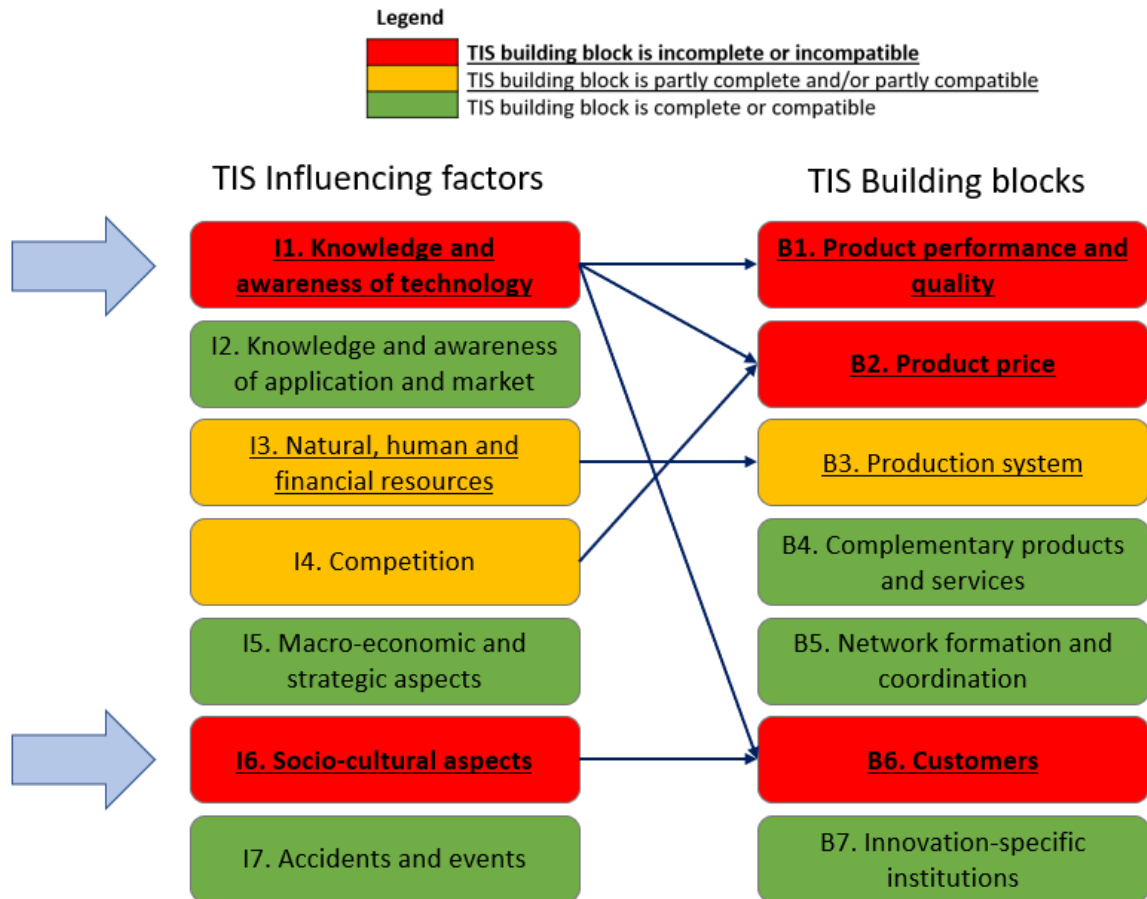 Legend
TIS building block is incomplete or incompatible
TIS building block is partly complete and/or partly compatible
TIS building block is complete or compatible
TIS Influencing factors
TIS Building blocks
I1. Knowledge and
awareness of technology
B1. Product performance and
quality
I2. Knowledge and awareness
of application and market
B2. Product price
I3. Natural, human and
financial resources
B3. Production system
I4. Competition
B4. Complementary products
and services
I5. Macro-economic and
strategic aspects
B5. Network formation and
coordination
I6. Socio-cultural aspects
B6. Customers
I7. Accidents and events
B7. Innovation-specific
institutions